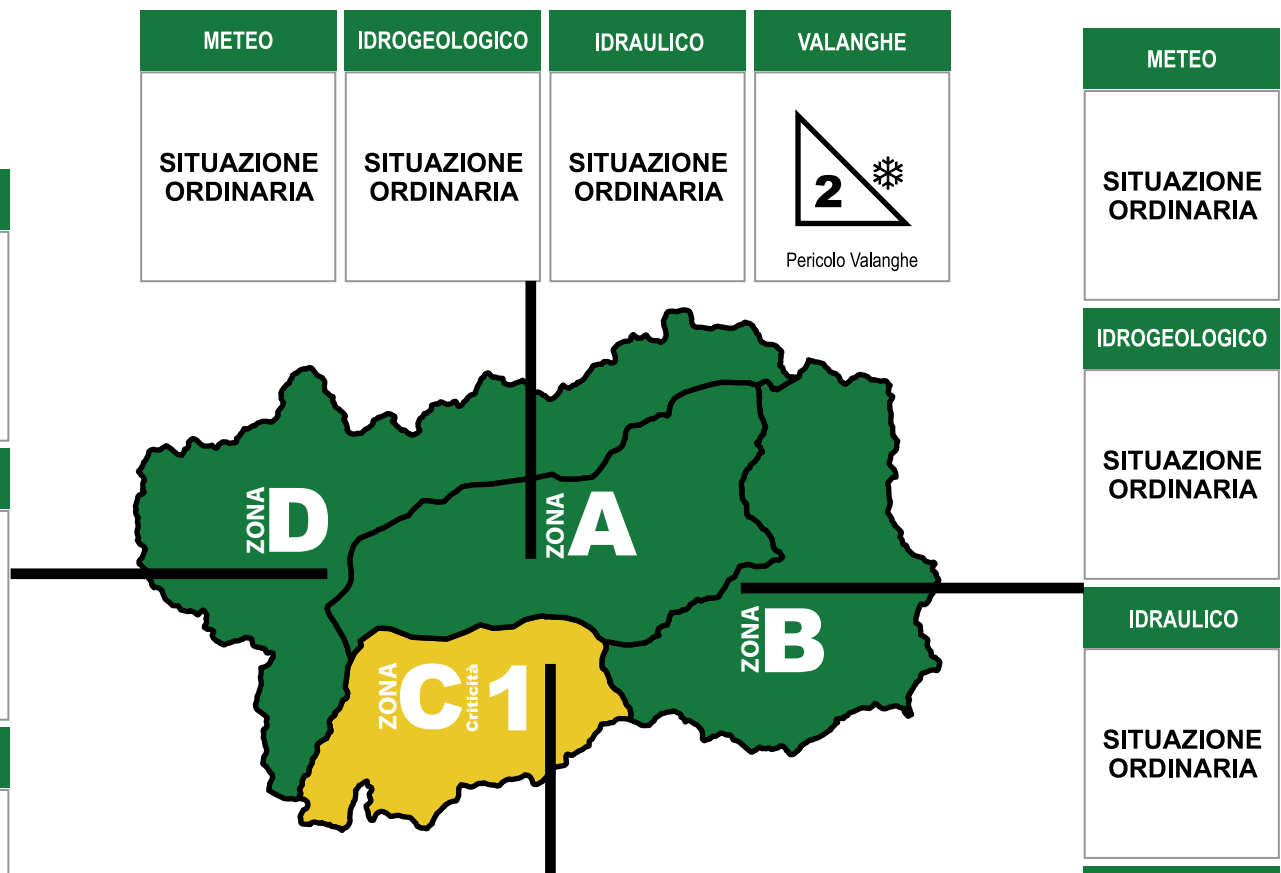 METEO
IDROGEOLOGICO
IDRAULICO
VALANGHE
SITUAZIONE
ORDINARIA
SITUAZIONE
ORDINARIA
SITUAZIONE
ORDINARIA
2
Pericolo Valanghe
METEO
SITUAZIONE
ORDINARIA
IDROGEOLOGICO
SITUAZIONE
ORDINARIA
IDRAULICO
SITUAZIONE
ORDINARIA
ZONA D
ZONA A
ZONA B
ZONA C Criticità 1